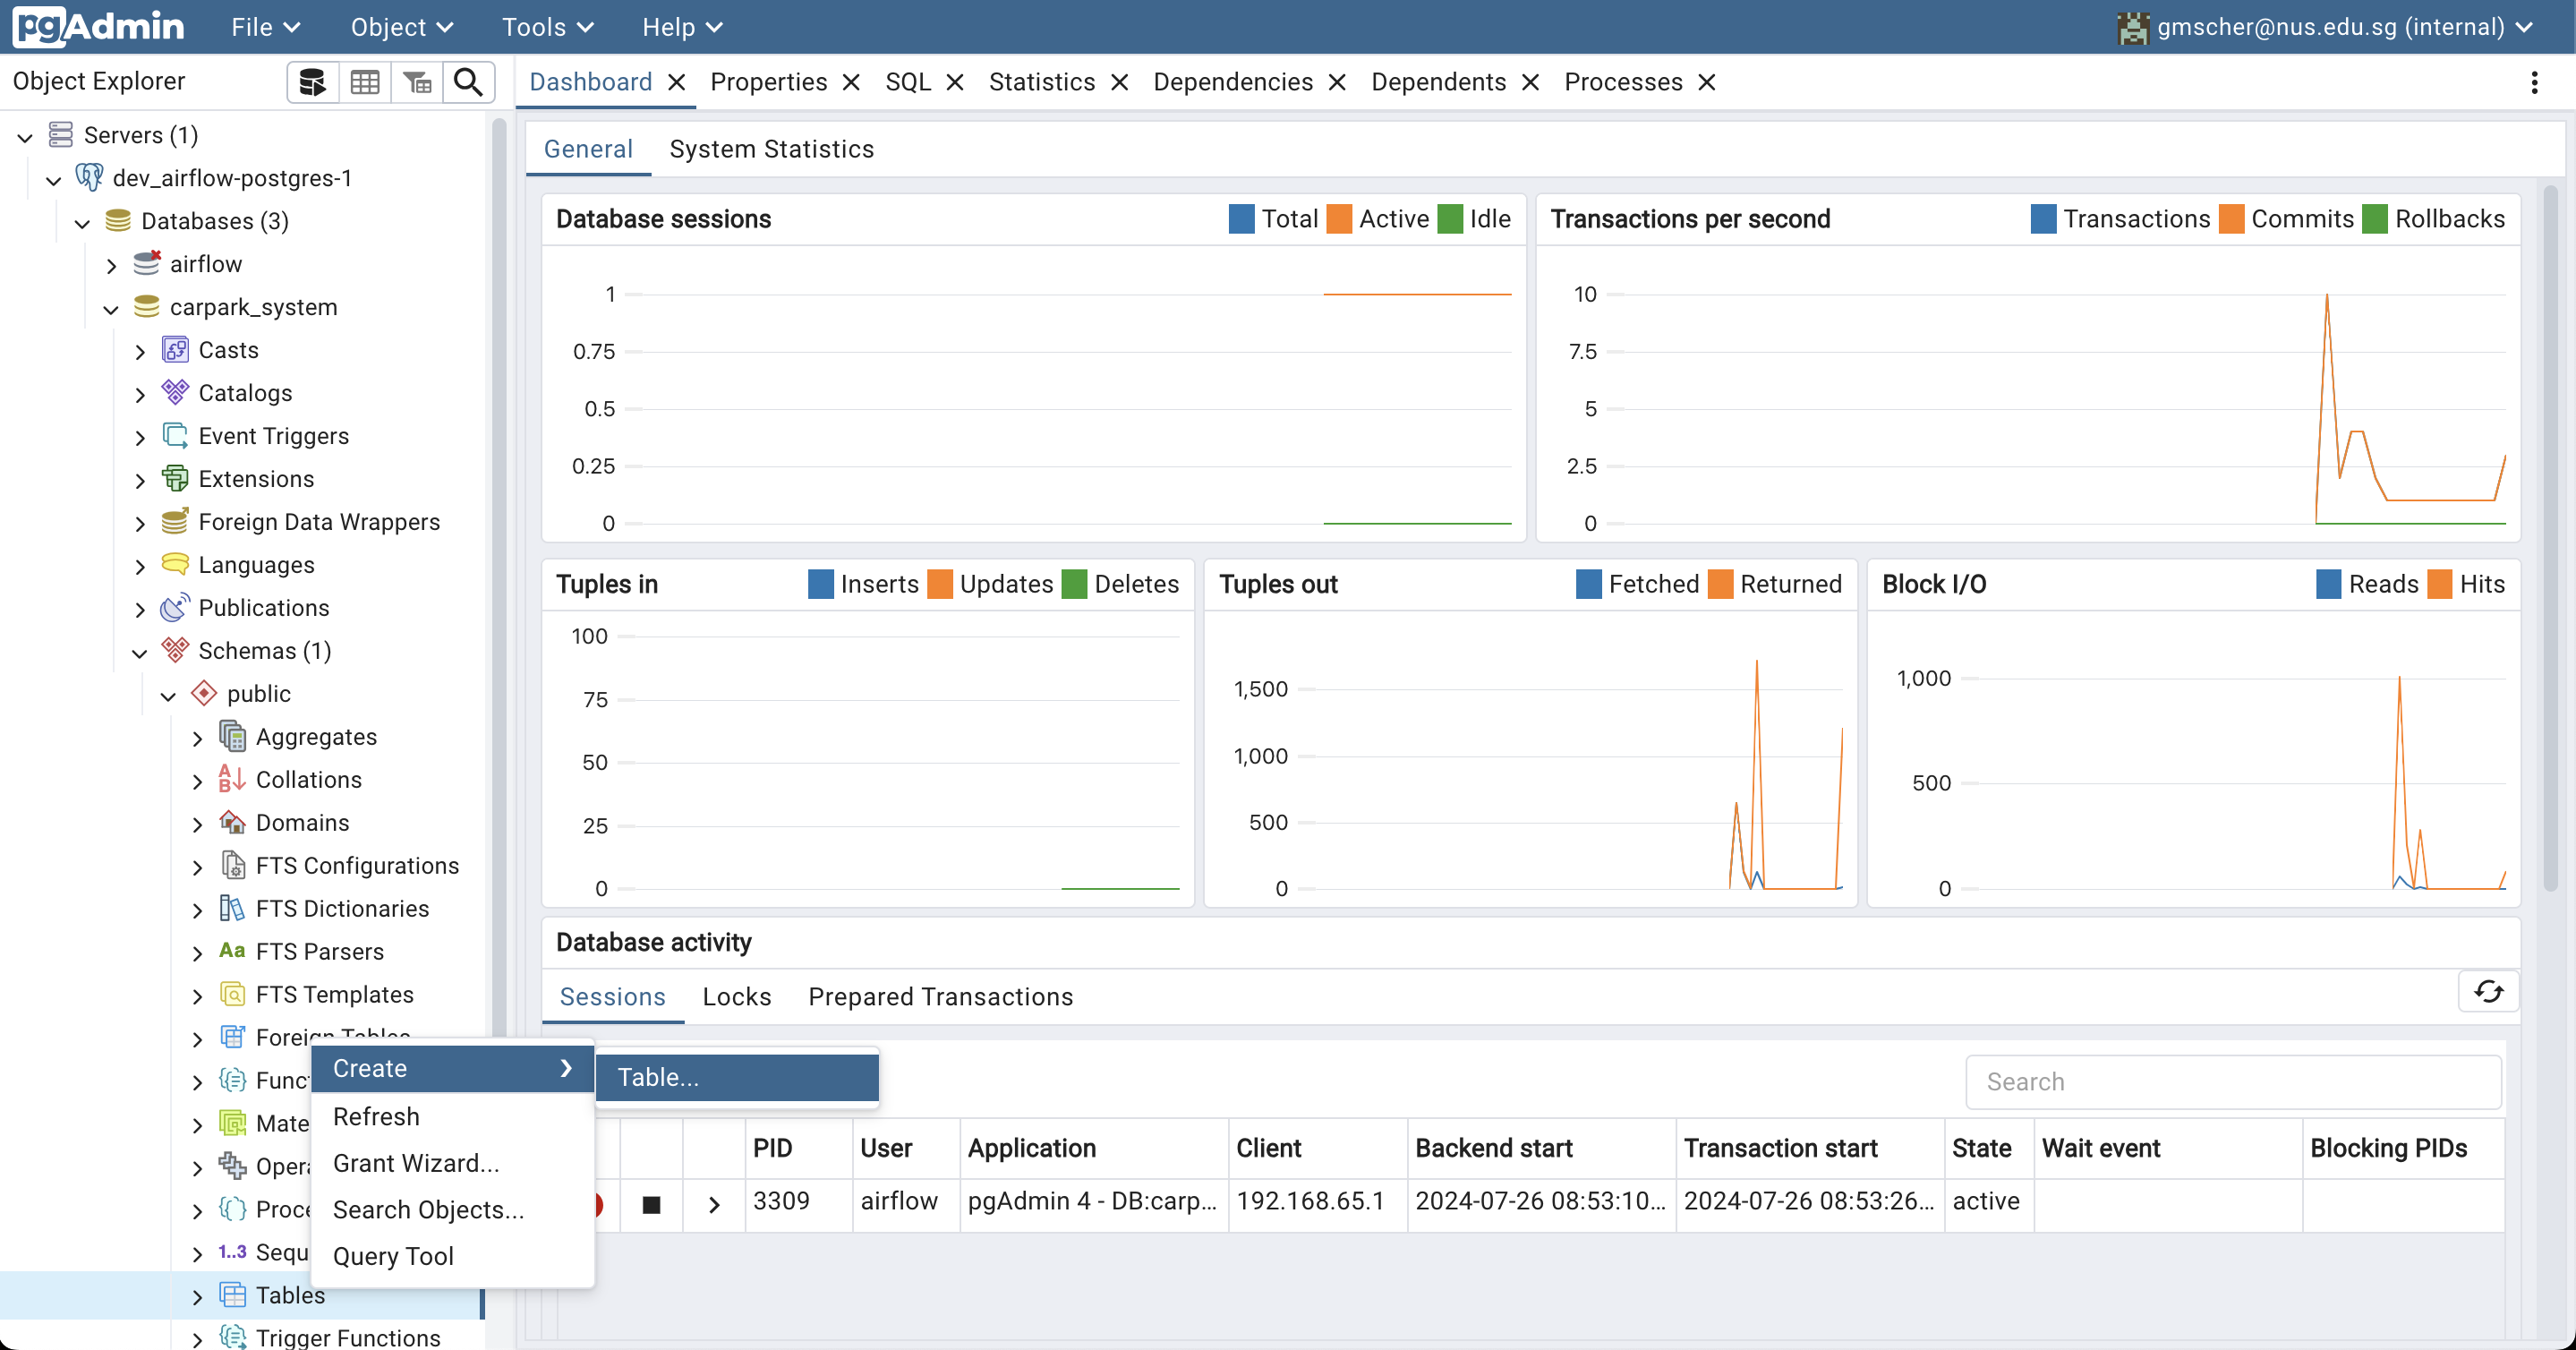 pgAdmin File Object Tools Help gmscher@nus.edu.sg (internal)
Object Explorer Dashboard Properties SQL Statistics Dependencies Dependents Processes
Servers (1)
dev_airflow-postgres-1
Databases (3)
airflow
carpark_system
Casts
Catalogs
Event Triggers
Extensions
Foreign Data Wrappers
Languages
Publications
Schemas (1)
public
Aggregates
Collations
Domains
FTS Configurations
FTS Dictionaries
Aa FTS Parsers
FTS Templates
Foreign Tables
Func
Mate
Opera
Proce
1..3 Sequ
Tables
Trigger Functions
Create
Refresh
Grant Wizard...
Search Objects...
Query Tool
Table...
General System Statistics
Database sessions Total Active Idle
1
0.75
0.5
0.25
0
Transactions per second Transactions Commits Rollbacks
10
7.5
5
2.5
0
Tuples in Inserts Updates Deletes
100
75
50
25
0
Tuples out Fetched Returned
1,500
1,000
500
0
Block I/O Reads Hits
1,000
500
0
Database activity
Sessions Locks Prepared Transactions
Search
PID User Application Client Backend start Transaction start State Wait event Blocking PIDs
3309 airflow pgAdmin 4 - DB:carp... 192.168.65.1 2024-07-26 08:53:10... 2024-07-26 08:53:26... active